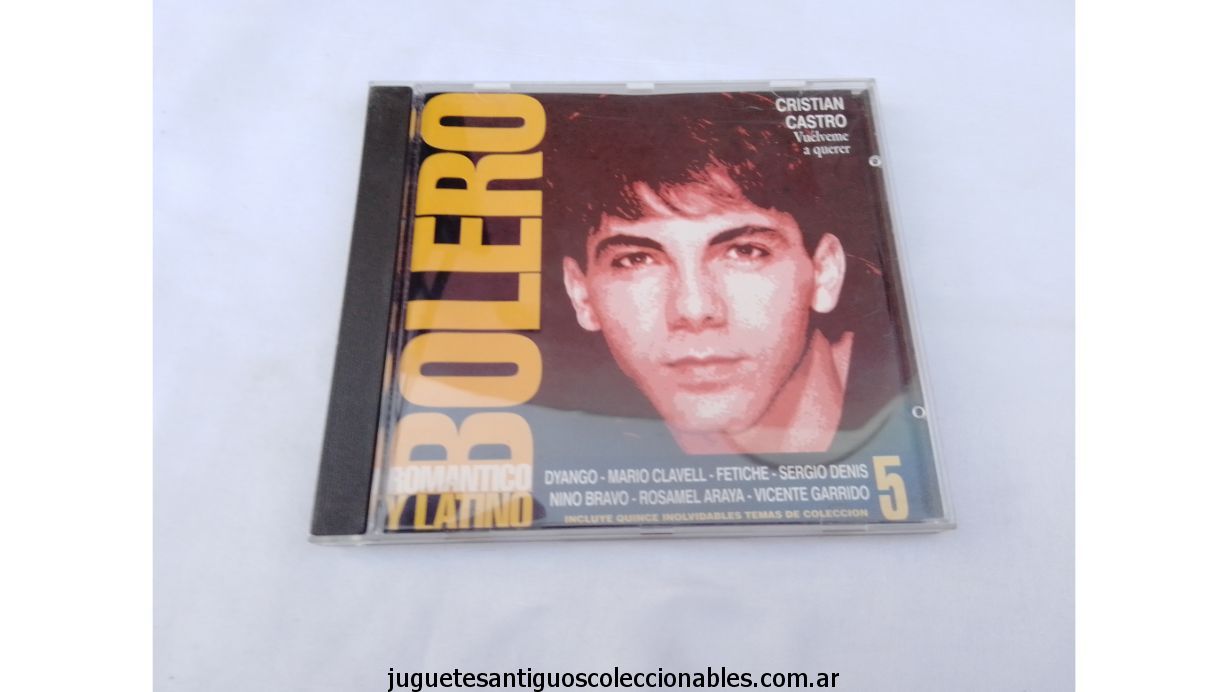 BOLERO
ROMANTICO
Y LATINO
CRISTIAN
CASTRO
Vuélveme
a querer
DYANGO - MARIO CLAVELL - FETICHE - SERGIO DENIS
NINO BRAVO - ROSAMEL ARAYA - VICENTE GARRIDO
INCLUYE QUINCE INOLVIDABLES TEMAS DE COLECCION
5
juguetesantiguoscoleccionables.com.ar